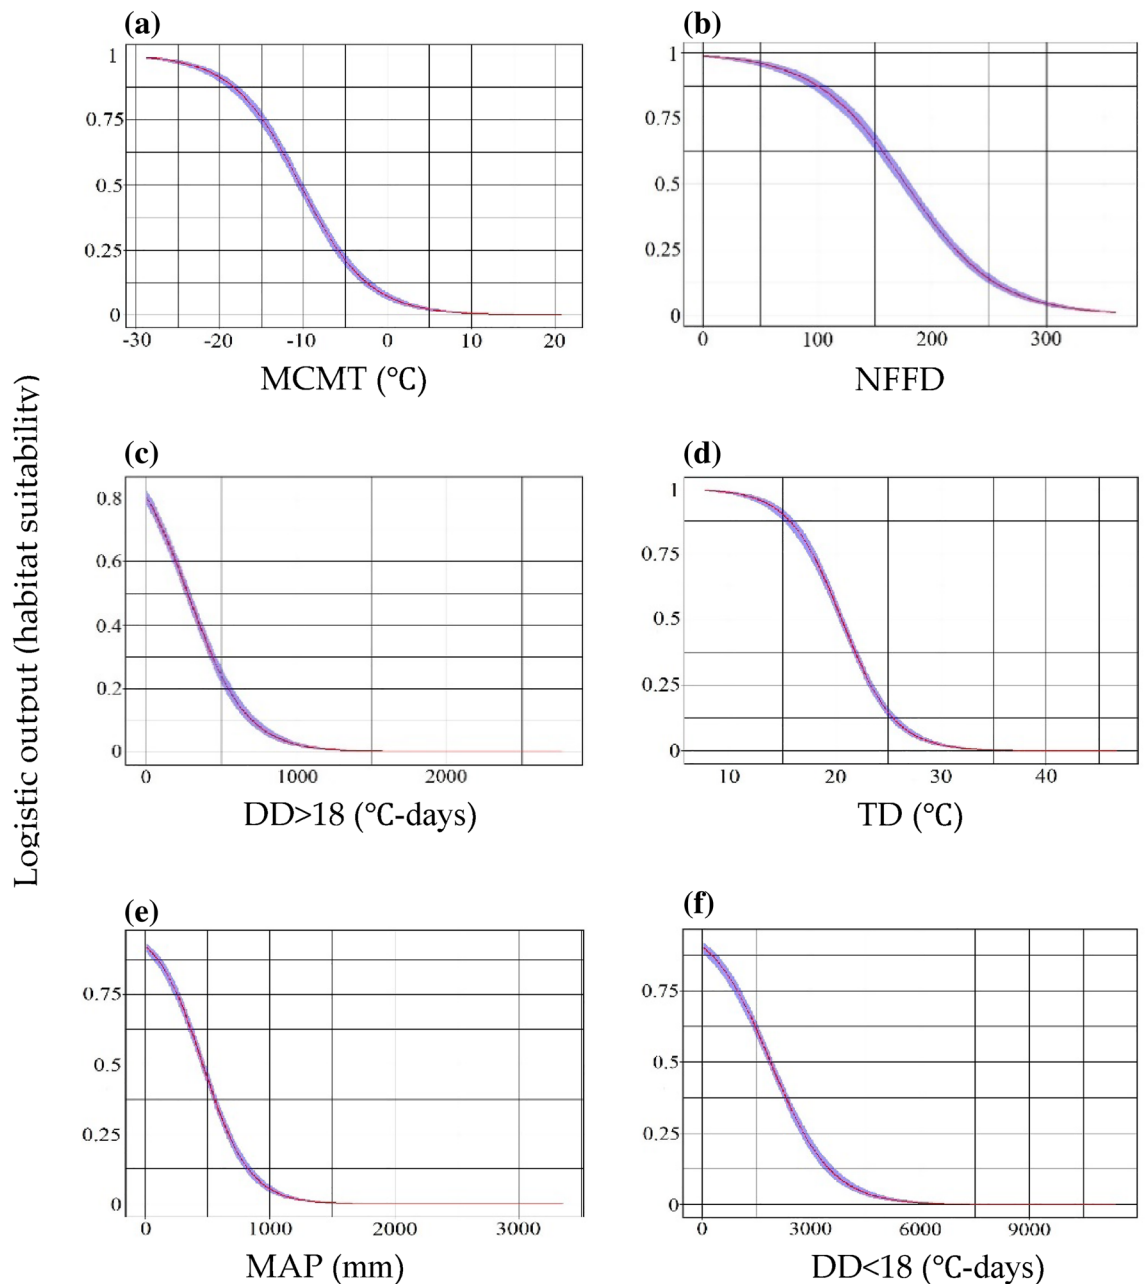 Logistic output (habitat suitability)
(a)
1
0.75
0.5
0.25
0
-30 -20 -10 0 10 20
MCMT (°C)
(b)
1
0.75
0.5
0.25
0
0 100 200 300
NFFD
(c)
0.8
0.6
0.4
0.2
0
0 1000 2000
DD>18 (°C-days)
(d)
1
0.75
0.5
0.25
0
10 20 30 40
TD (°C)
(e)
0.75
0.5
0.25
0
0 1000 2000 3000
MAP (mm)
(f)
0.75
0.5
0.25
0
0 3000 6000 9000
DD<18 (°C-days)